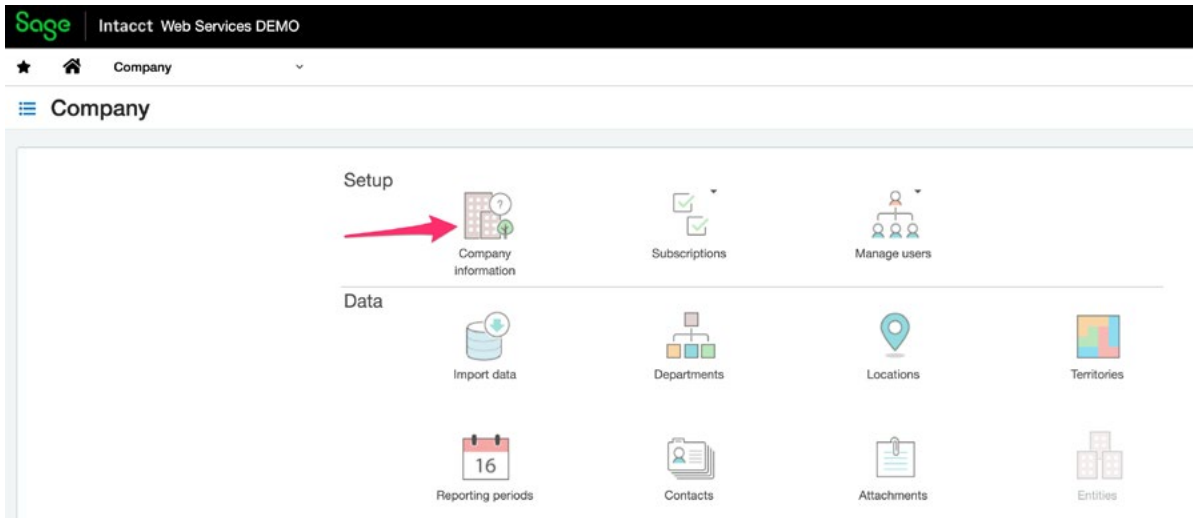 Sage Intacct Web Services DEMO
Company
Company
Setup
?
Company
information
Subscriptions
Manage users
Data
Import data
Departments
Locations
Territories
16
Reporting periods
Contacts
Attachments
Entities